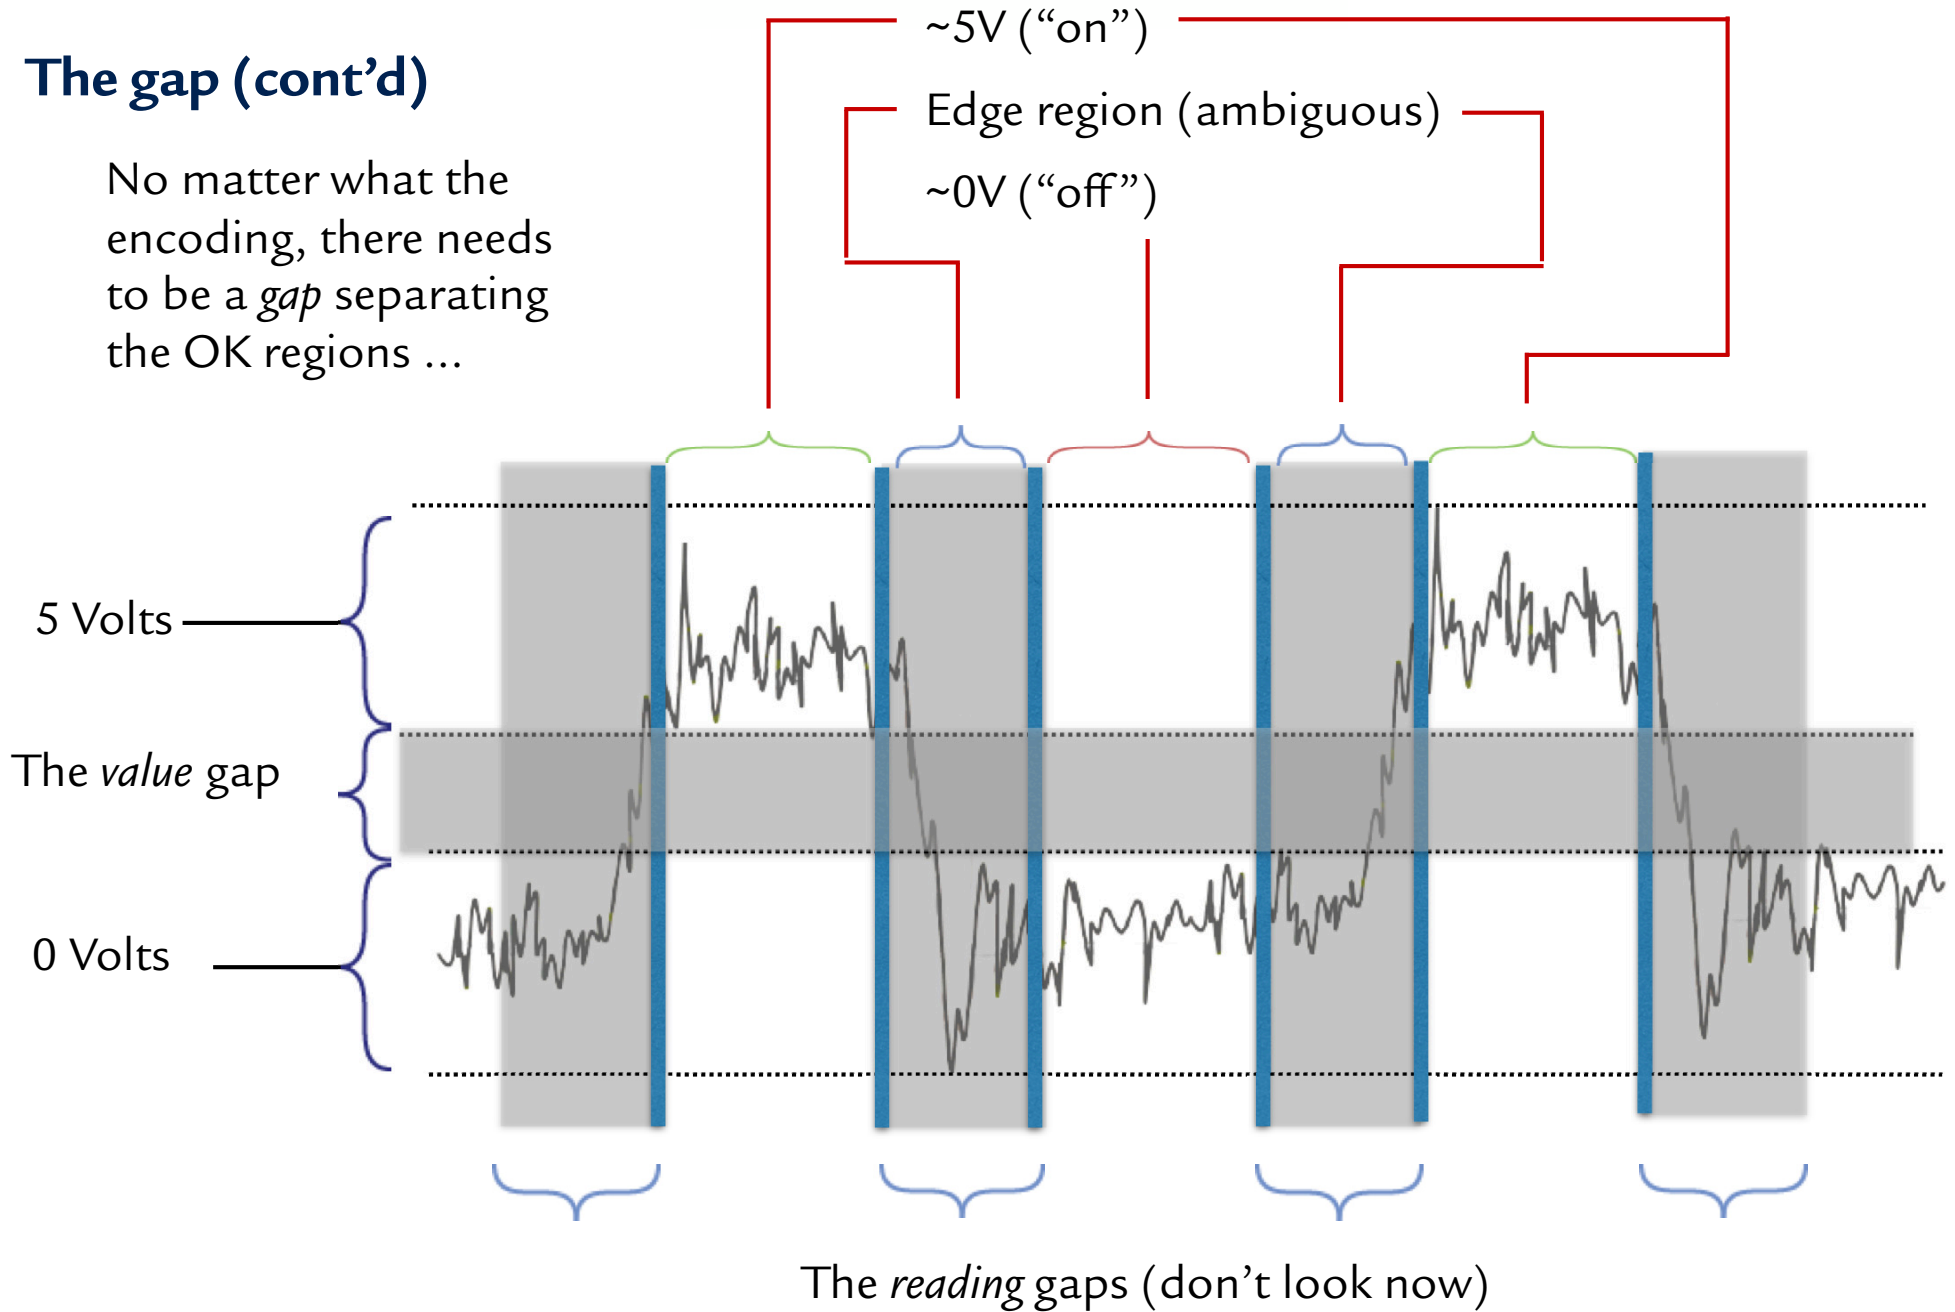 The gap (cont’d)
No matter what the
encoding, there needs
to be a gap separating
the OK regions …
~5V (“on”)
Edge region (ambiguous)
~0V (“off”)
5 Volts
The value gap
0 Volts
The reading gaps (don’t look now)